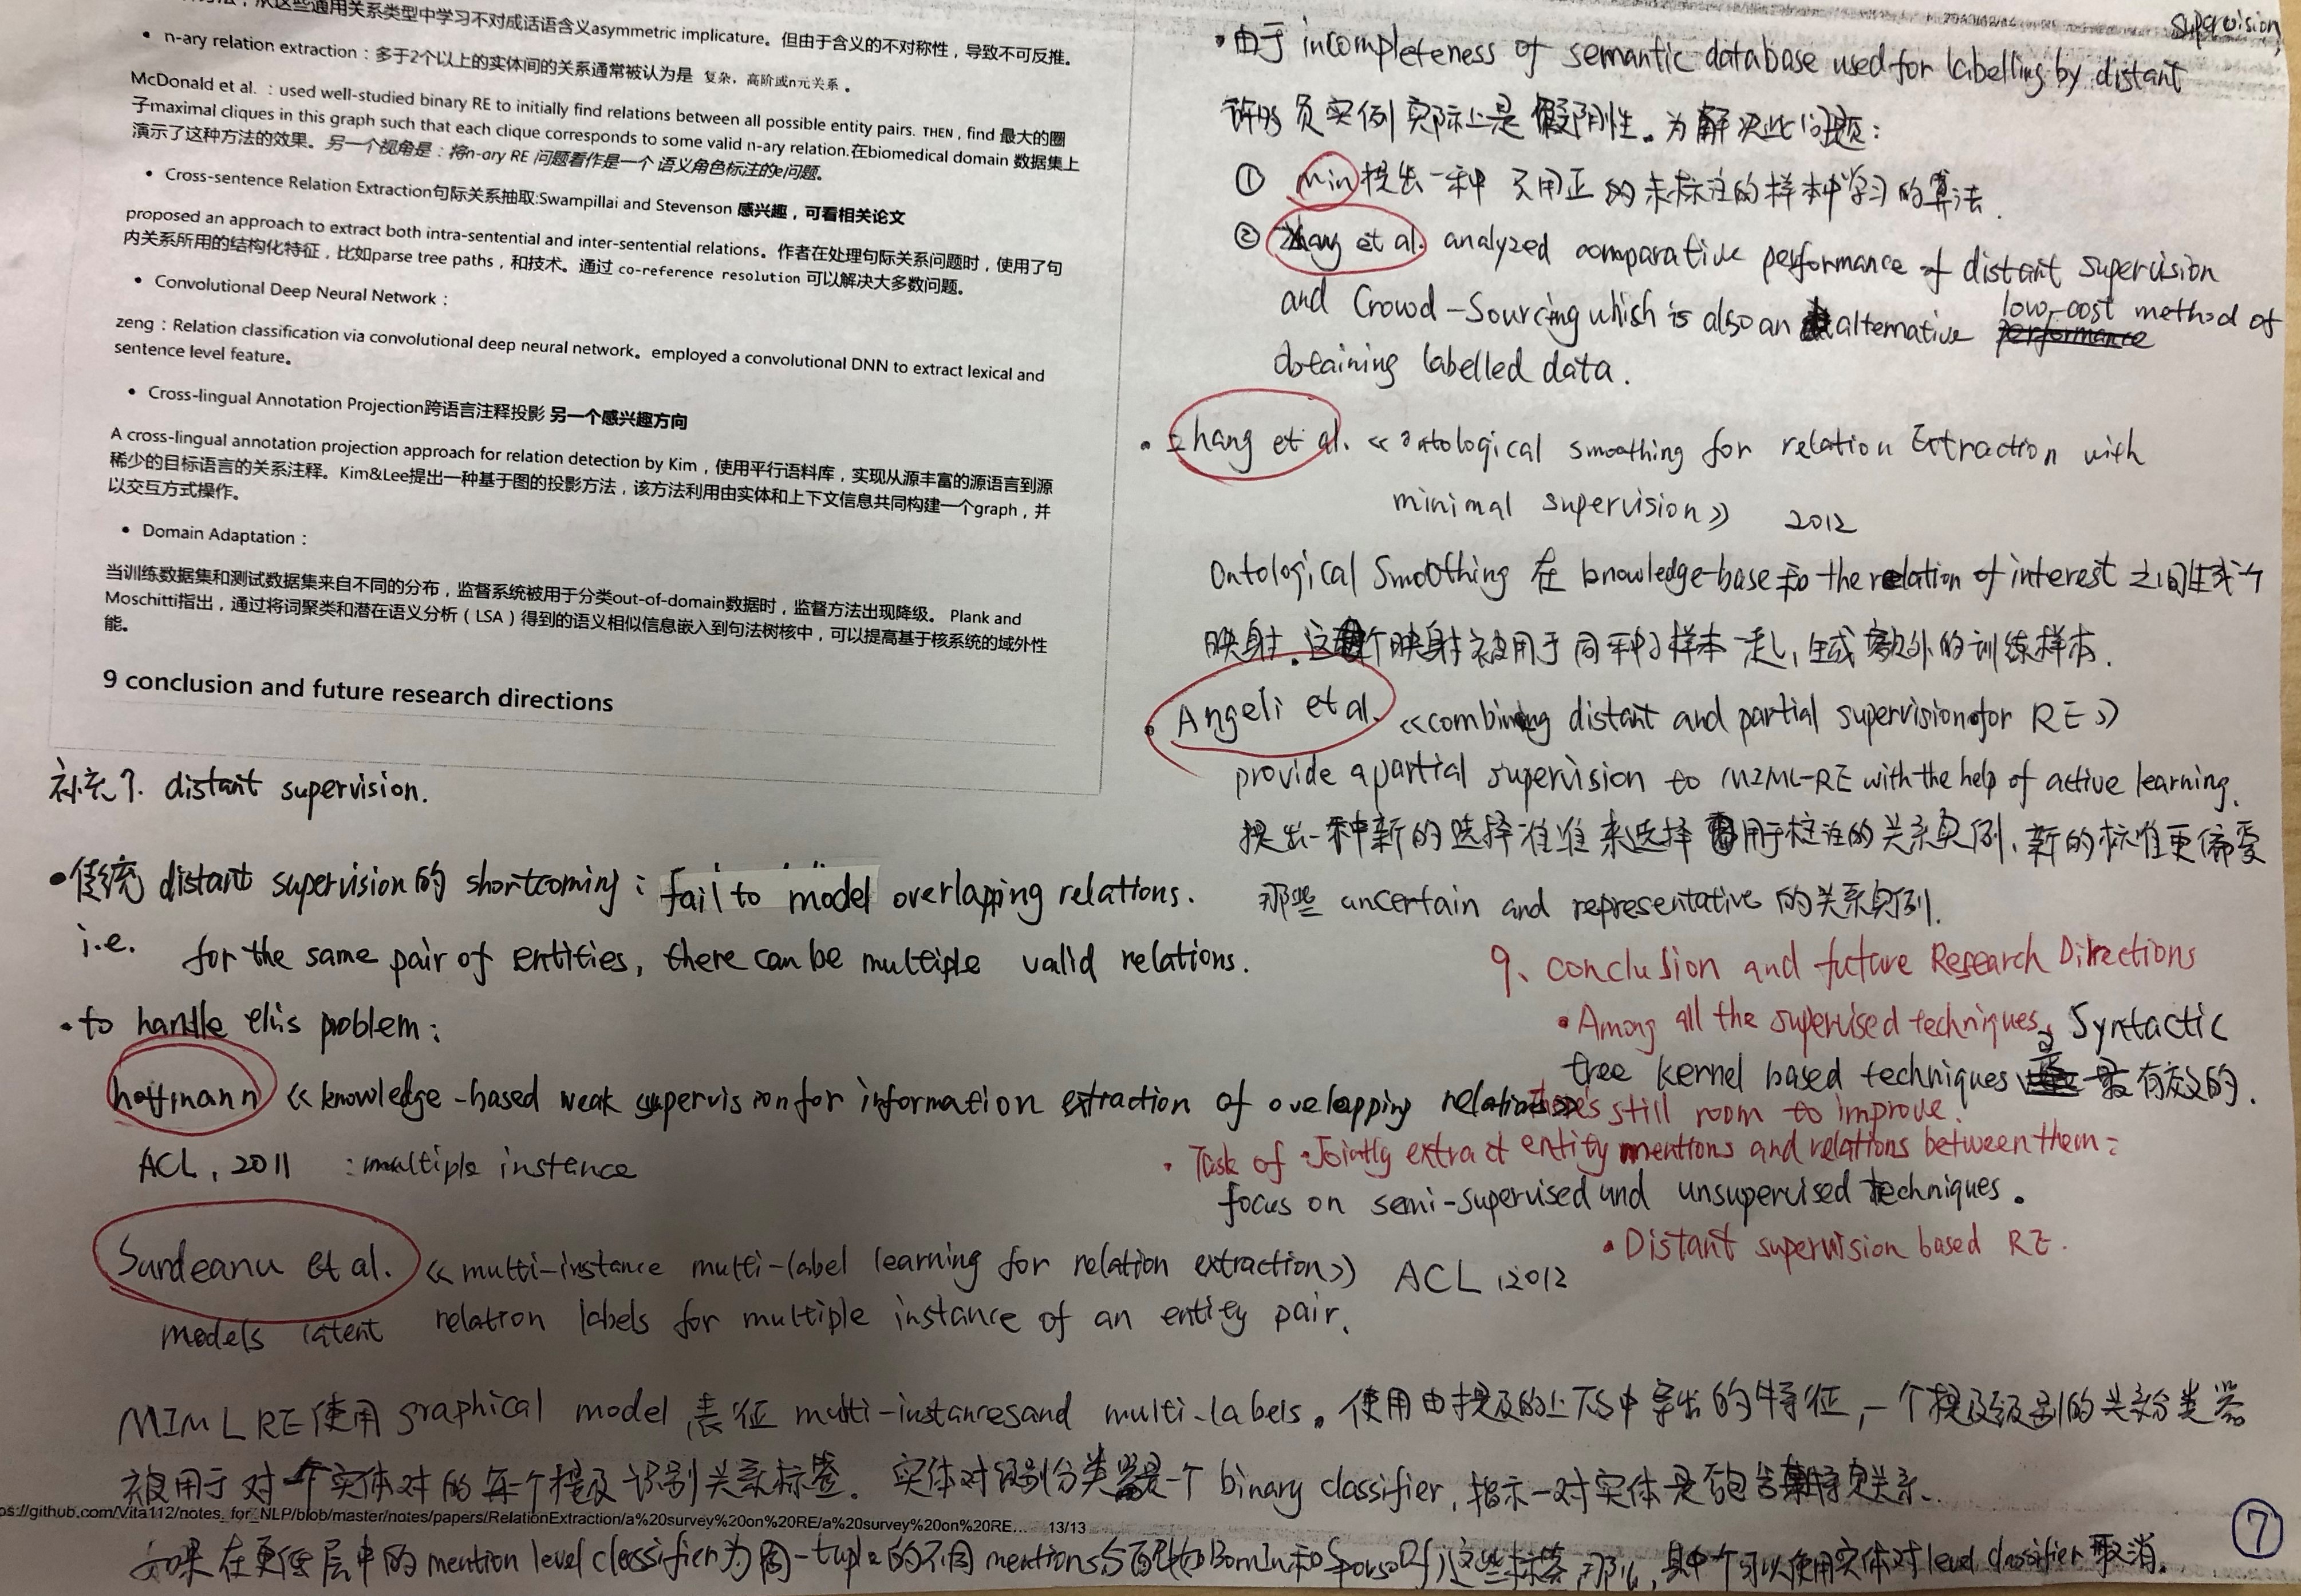 从这些通用关系类型中学习不对成话语含义asymmetric implicature。但由于含义的不对称性，导致不可反推。
• n-ary relation extraction：多于2个以上的实体间的关系通常被认为是 复杂，高阶或n元关系 。
McDonald et al. ：used well-studied binary RE to initially find relations between all possible entity pairs. THEN，find 最大的圈
子maximal cliques in this graph such that each clique corresponds to some valid n-ary relation.在biomedical domain 数据集上
演示了这种方法的效果。另一个视角是：将n-ary RE 问题看作是一个 语义角色标注的e问题。
• Cross-sentence Relation Extraction句际关系抽取:Swampillai and Stevenson 感兴趣，可看相关论文
proposed an approach to extract both intra-sentential and inter-sentential relations。作者在处理句际关系问题时，使用了句
内关系所用的结构化特征，比如parse tree paths，和技术。通过 co-reference resolution 可以解决大多数问题。
• Convolutional Deep Neural Network：
zeng：Relation classification via convolutional deep neural network。employed a convolutional DNN to extract lexical and
sentence level feature。
• Cross-lingual Annotation Projection跨语言注释投影 另一个感兴趣方向
A cross-lingual annotation projection approach for relation detection by Kim，使用平行语料库，实现从源丰富的源语言到源
稀少的目标语言的关系注释。Kim&Lee提出一种基于图的投影方法，该方法利用由实体和上下文信息共同构建一个graph，并
以交互方式操作。
• Domain Adaptation：
当训练数据集和测试数据集来自不同的分布，监督系统被用于分类out-of-domain数据时，监督方法出现降级。 Plank and
Moschitti指出，通过将词聚类和潜在语义分析（LSA）得到的语义相似信息嵌入到句法树核中，可以提高基于核系统的域外性
能。
9 conclusion and future research directions
补充7. distant supervision.
•传统 distant supervision的 shortcoming: fail to model overlapping relations.
i.e. for the same pair of entities, there can be multiple valid relations.
• to handle this problem:
hoffmann 《knowledge-based weak supervision for information extraction of overlapping relations》
ACL, 2011 : multiple instence
Surdeanu et al. 《multi-instance multi-label learning for relation extraction》 ACL, 2012
models latent relation labels for multiple instance of an entity pair.
MIML RE使用 graphical model 表征 multi-instances and multi-labels。使用由提及的上下文中导出的特征, 一个提及级别的关系分类器
被用于对一个实体对的每个提及识别关系标签。实体对级别分类器是一个 binary classifier, 指示一对实体是否包含某特定关系.
ps://github.com/Vita112/notes_for_NLP/blob/master/notes/papers/RelationExtraction/a%20survey%20on%20RE/a%20survey%20on%20RE... 13/13
如果在更低层中的mention level classifier为同一tuple的不同mentions分配如BornIn和SpouseOf)这些标签,那么,其中一个可以使用实体对level classifier取消.
supervision,
•由于 incompleteness of semantic database used for labelling by distant
许多负实例实际上是假阴性。为解决此问题:
① min提出一种 只用正的未标注的样本中学习的算法.
② Zhang et al. analyzed comparative performance of distant supervision
and Crowd-Sourcing which is also an alternative low-cost method of
performance
obtaining labelled data.
• zhang et al. 《ontological smoothing for relation Extraction with
minimal supervision》 2012
Ontological Smoothing 在 knowledge-base和 the relation of interest 之间生成
映射. 这个映射被用于同种子样本一起, 生成额外的训练样本.
• Angeli et al. 《combining distant and partial supervision for RE》
provide a partial supervision to MIML-RE with the help of active learning.
提出一种新的选择准准来选择用于标注的关系实例, 新的标准更偏爱
那些 uncertain and representative 的关系实例.
9、conclusion and future Research Directions
• Among all the supervised techniques, Syntactic
tree kernel based techniques 是最有效的.
There's still room to improve.
• Task of Jointly extract entity mentions and relations between them:
focus on semi-supervised and unsupervised techniques。
• Distant supervision based RE.
7